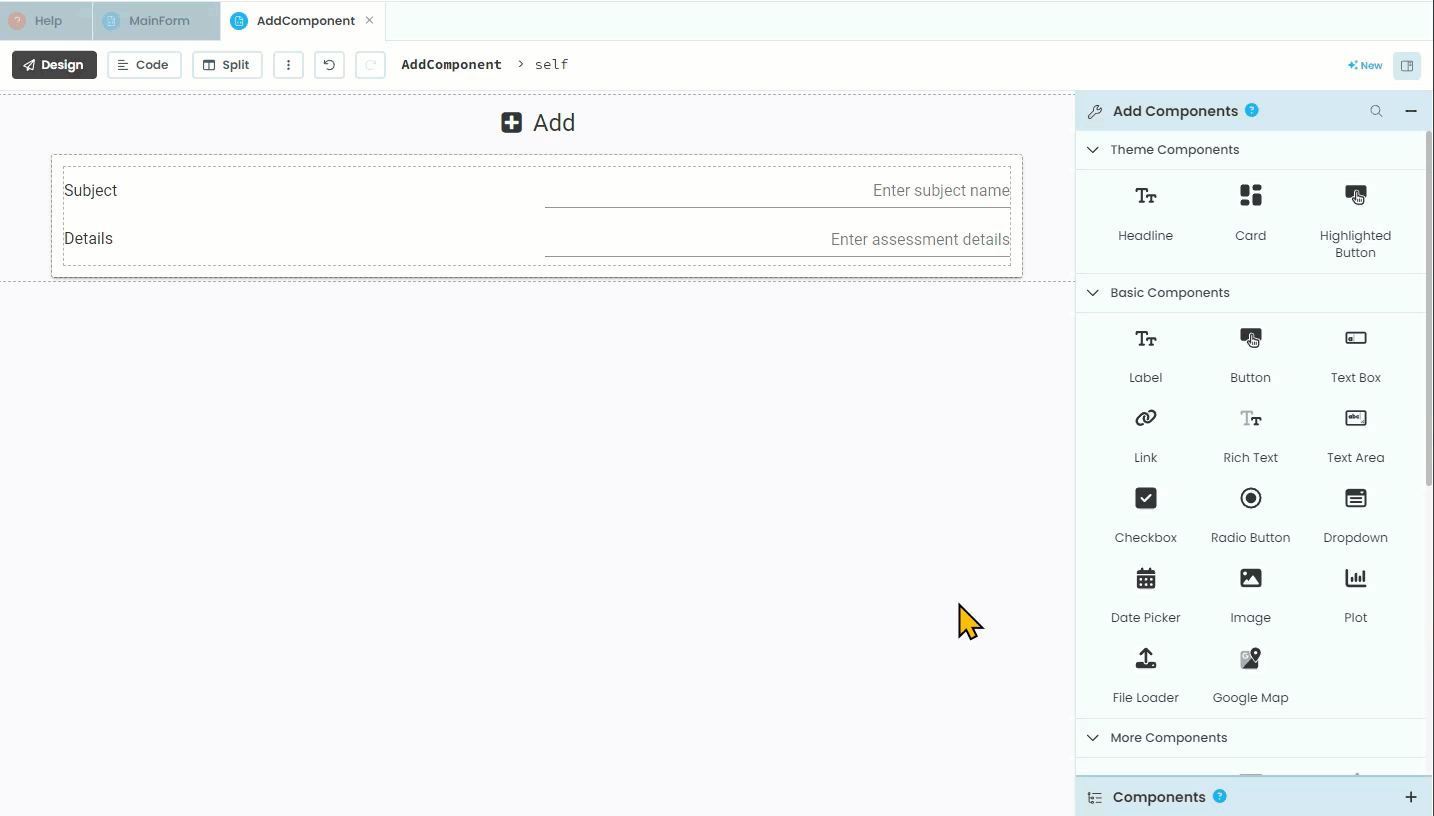 Help MainForm AddComponent
Design Code Split AddComponent > self New
Add
Subject Enter subject name
Details Enter assessment details
Add Components ?
Theme Components
Headline Card Highlighted Button
Basic Components
Label Button Text Box
Link Rich Text Text Area
Checkbox Radio Button Dropdown
Date Picker Image Plot
File Loader Google Map
More Components
Components ?